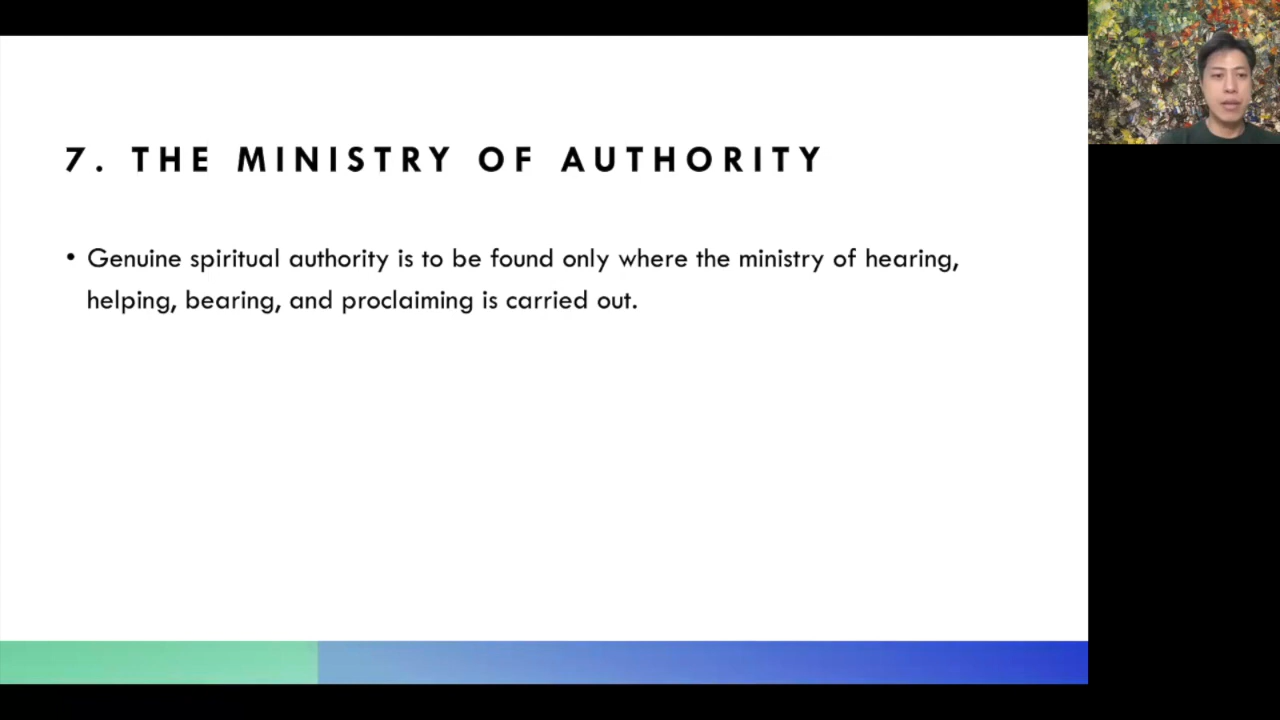 7. THE MINISTRY OF AUTHORITY
• Genuine spiritual authority is to be found only where the ministry of hearing,
helping, bearing, and proclaiming is carried out.